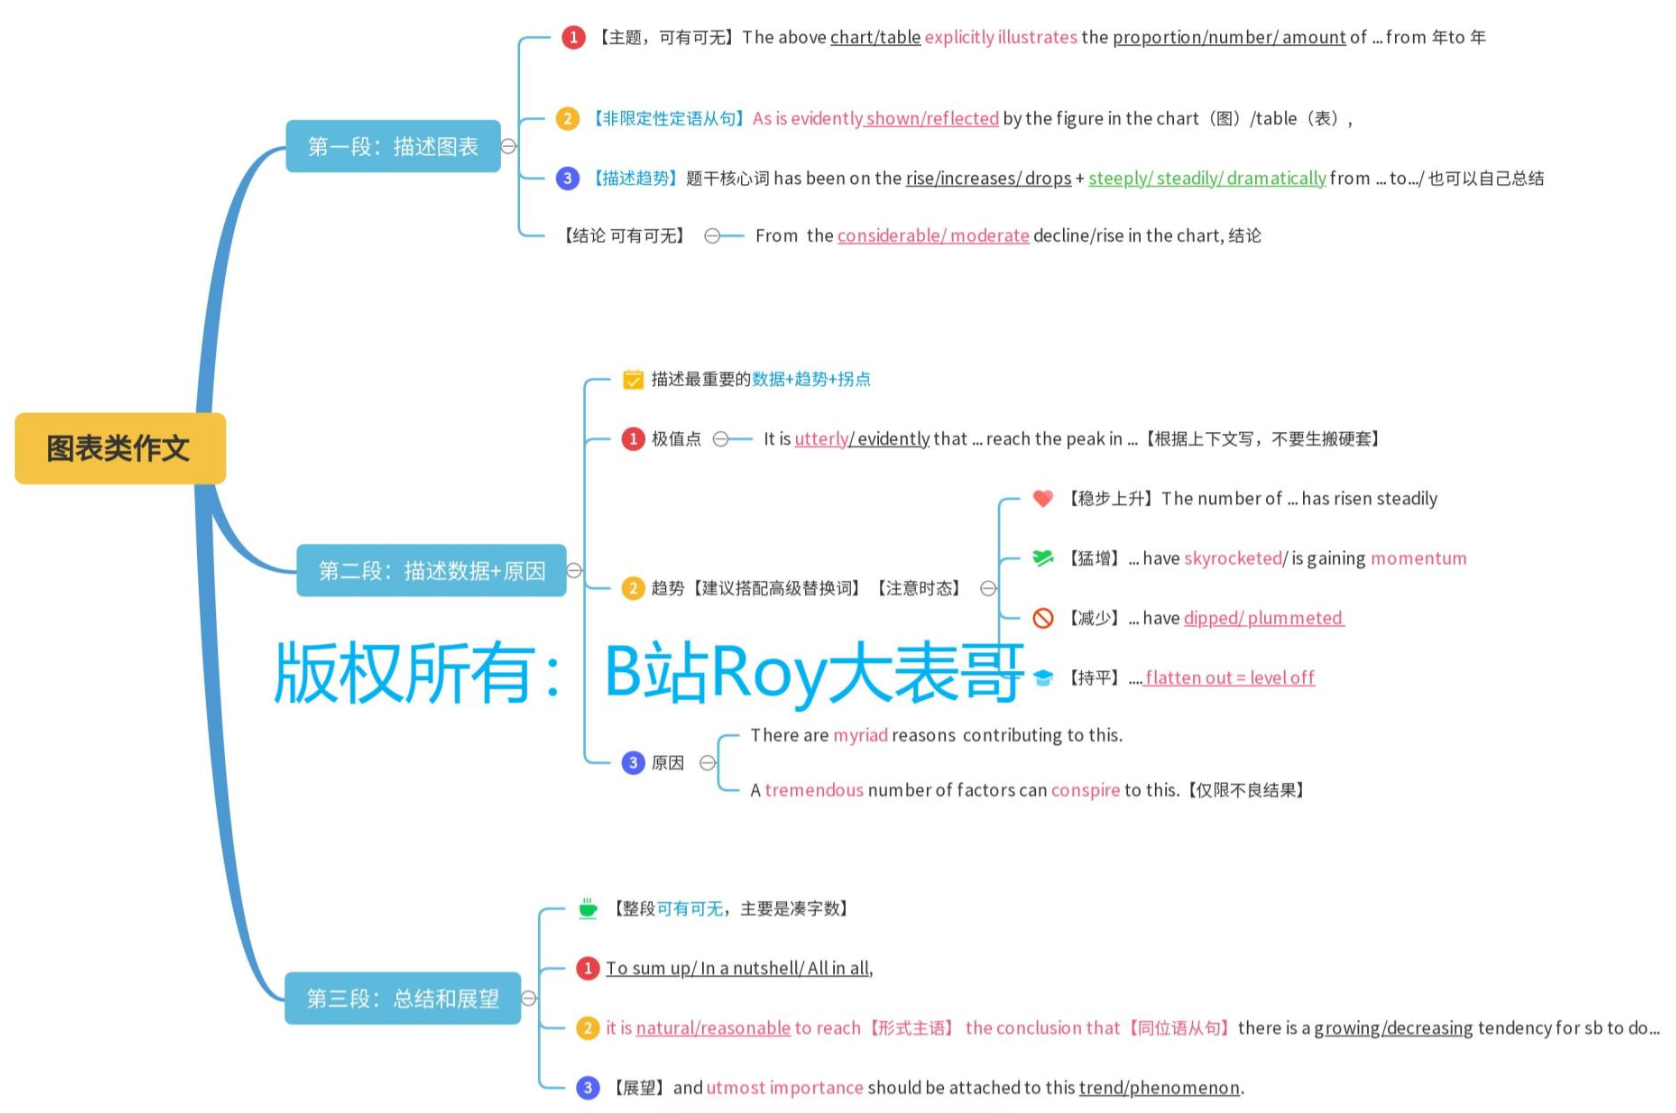 图表类作文
第一段：描述图表
1 【主题，可有可无】The above chart/table explicitly illustrates the proportion/number/ amount of ... from 年to 年
2 【非限定性定语从句】As is evidently shown/reflected by the figure in the chart（图）/table（表）,
3 【描述趋势】题干核心词 has been on the rise/increases/ drops + steeply/ steadily/ dramatically from ... to.../ 也可以自己总结
【结论 可有可无】 From the considerable/ moderate decline/rise in the chart, 结论
第二段：描述数据+原因
描述最重要的数据+趋势+拐点
1 极值点 It is utterly/ evidently that ... reach the peak in ...【根据上下文写，不要生搬硬套】
2 趋势【建议搭配高级替换词】【注意时态】
【稳步上升】The number of ... has risen steadily
【猛增】... have skyrocketed/ is gaining momentum
【减少】... have dipped/ plummeted
【持平】.... flatten out = level off
版权所有：B站Roy大表哥
3 原因
There are myriad reasons contributing to this.
A tremendous number of factors can conspire to this.【仅限不良结果】
第三段：总结和展望
【整段可有可无，主要是凑字数】
1 To sum up/ In a nutshell/ All in all,
2 it is natural/reasonable to reach【形式主语】 the conclusion that【同位语从句】there is a growing/decreasing tendency for sb to do...
3 【展望】and utmost importance should be attached to this trend/phenomenon.